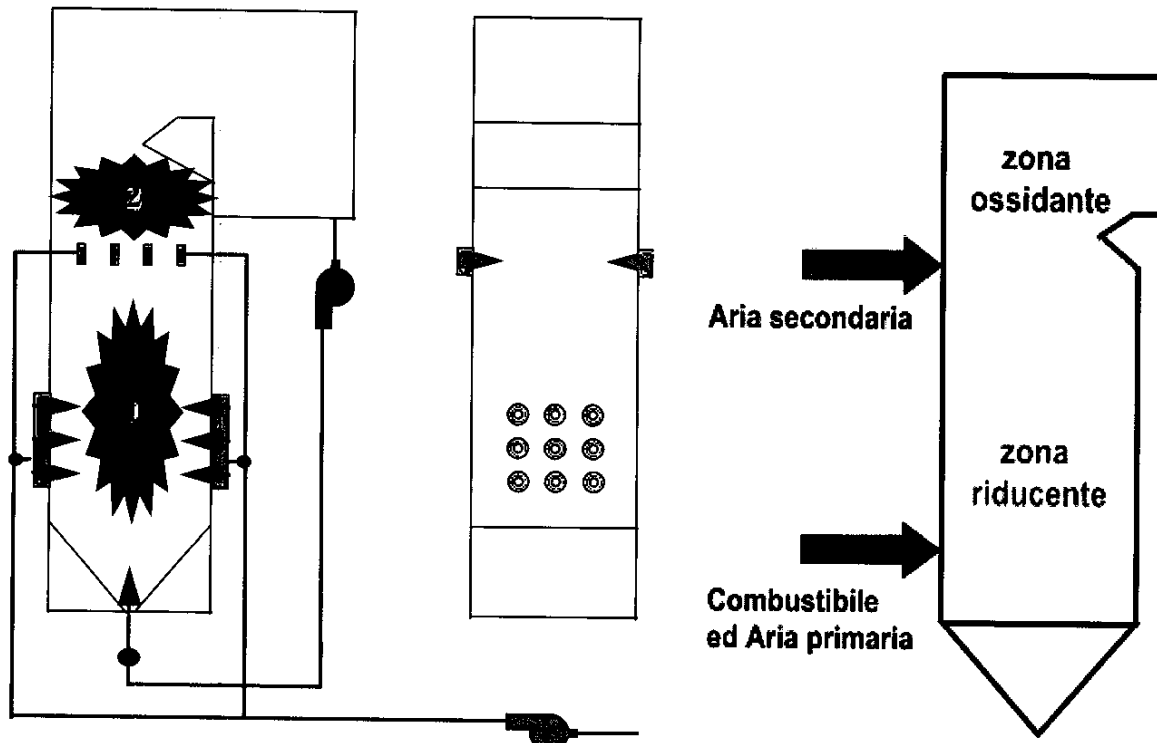 2
1
zona
ossidante
Aria secondaria
zona
riducente
Combustibile
ed Aria primaria